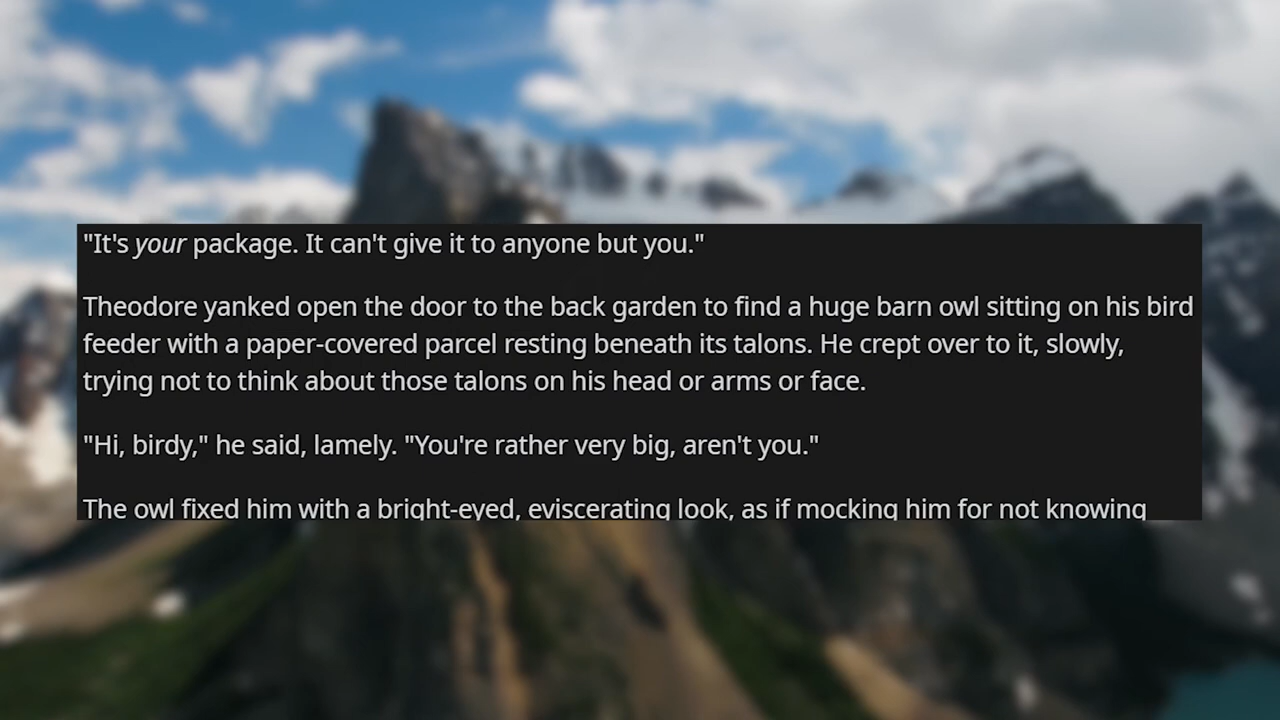 "It's your package. It can't give it to anyone but you."
Theodore yanked open the door to the back garden to find a huge barn owl sitting on his bird
feeder with a paper-covered parcel resting beneath its talons. He crept over to it, slowly,
trying not to think about those talons on his head or arms or face.
"Hi, birdy," he said, lamely. "You're rather very big, aren't you."
The owl fixed him with a bright-eyed, eviscerating look, as if mocking him for not knowing